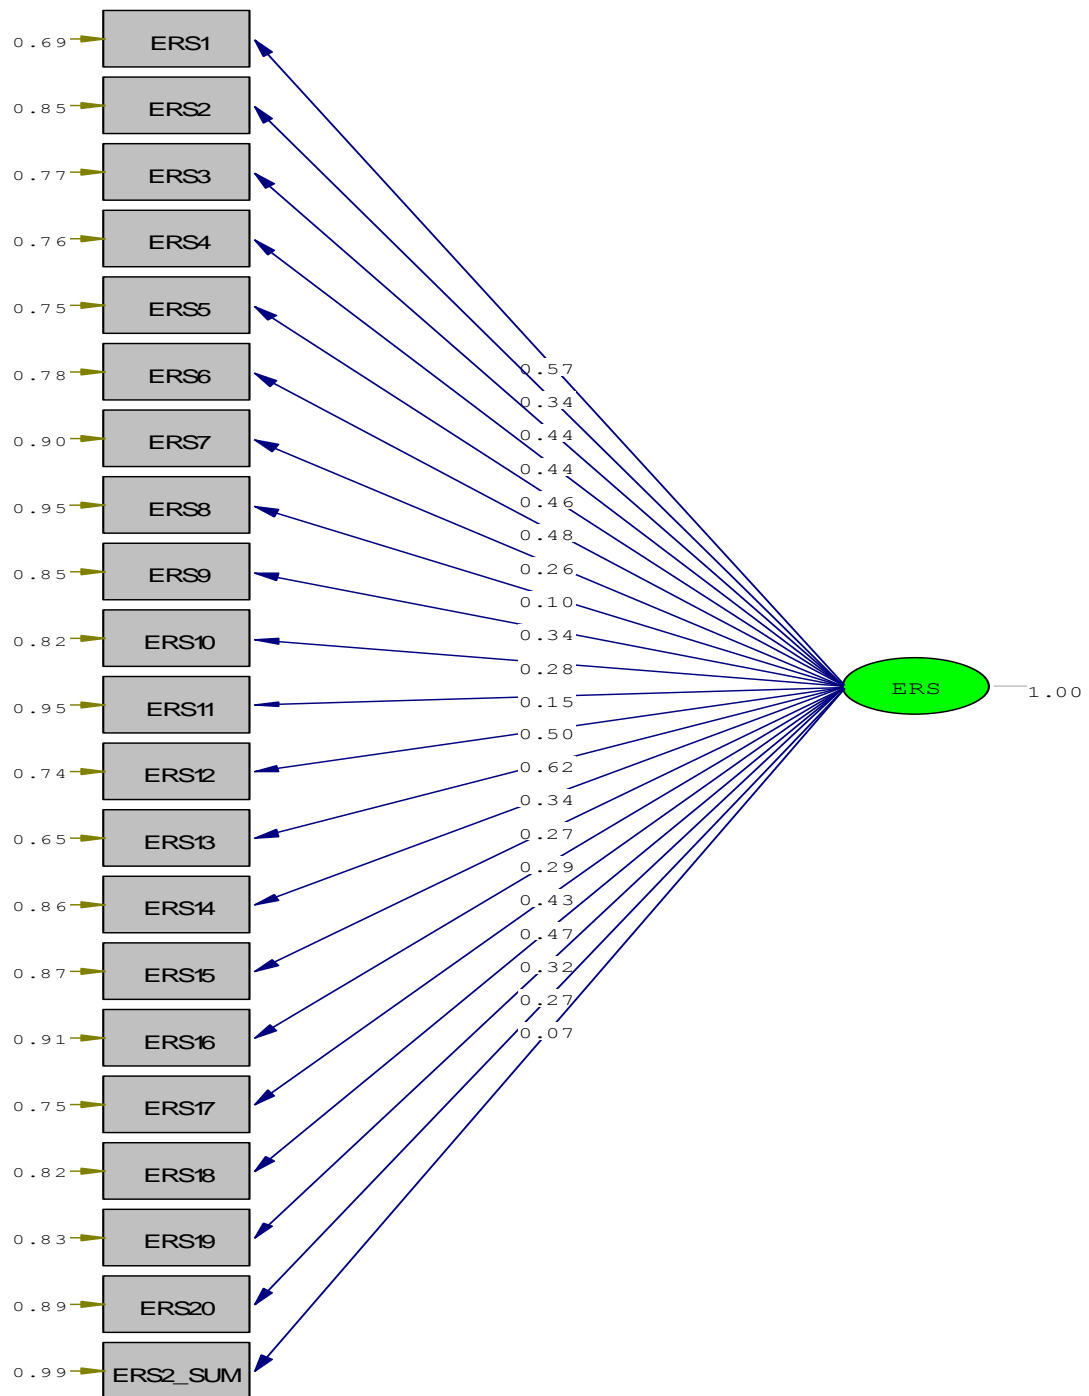 0.69 ERS1
0.85 ERS2
0.77 ERS3
0.76 ERS4
0.75 ERS5
0.78 ERS6
0.57
0.34
0.90 ERS7
0.44
0.44
0.95 ERS8
0.46
0.48
0.85 ERS9
0.26
0.10
0.82 ERS10
0.34
0.28
ERS 1.00
0.95 ERS11
0.15
0.50
0.74 ERS12
0.62
0.34
0.65 ERS13
0.27
0.29
0.86 ERS14
0.43
0.47
0.87 ERS15
0.32
0.27
0.91 ERS16
0.07
0.75 ERS17
0.82 ERS18
0.83 ERS19
0.89 ERS20
0.99 ERS2_SUM